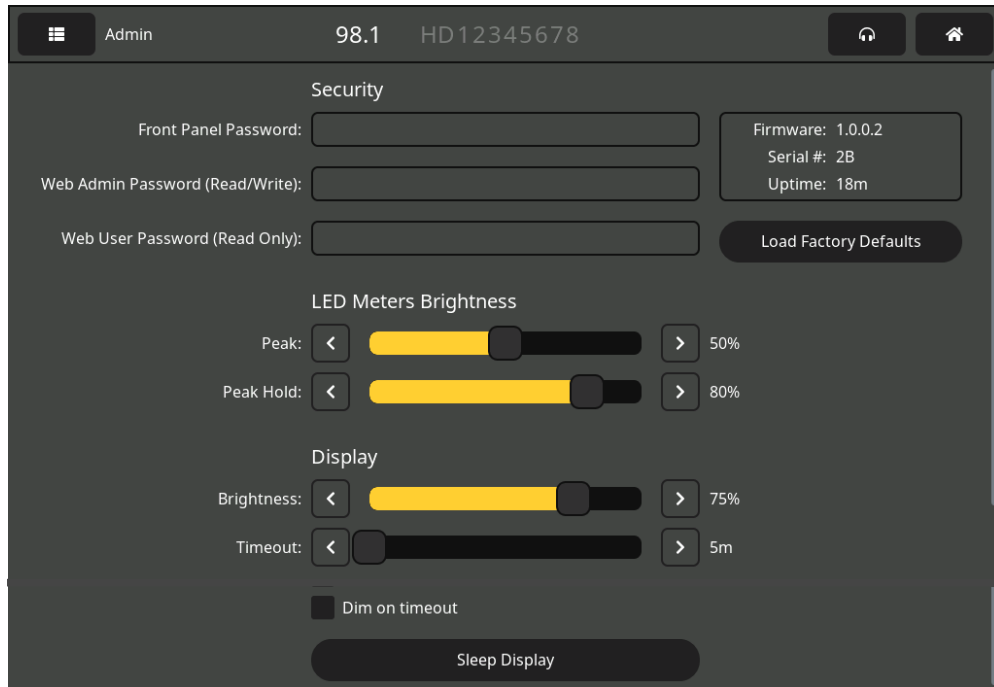 Admin 98.1 HD12345678
Security
Front Panel Password:
Firmware: 1.0.0.2
Serial #: 2B
Uptime: 18m
Web Admin Password (Read/Write):
Web User Password (Read Only):
Load Factory Defaults
LED Meters Brightness
Peak: 50%
Peak Hold: 80%
Display
Brightness: 75%
Timeout: 5m
Dim on timeout
Sleep Display